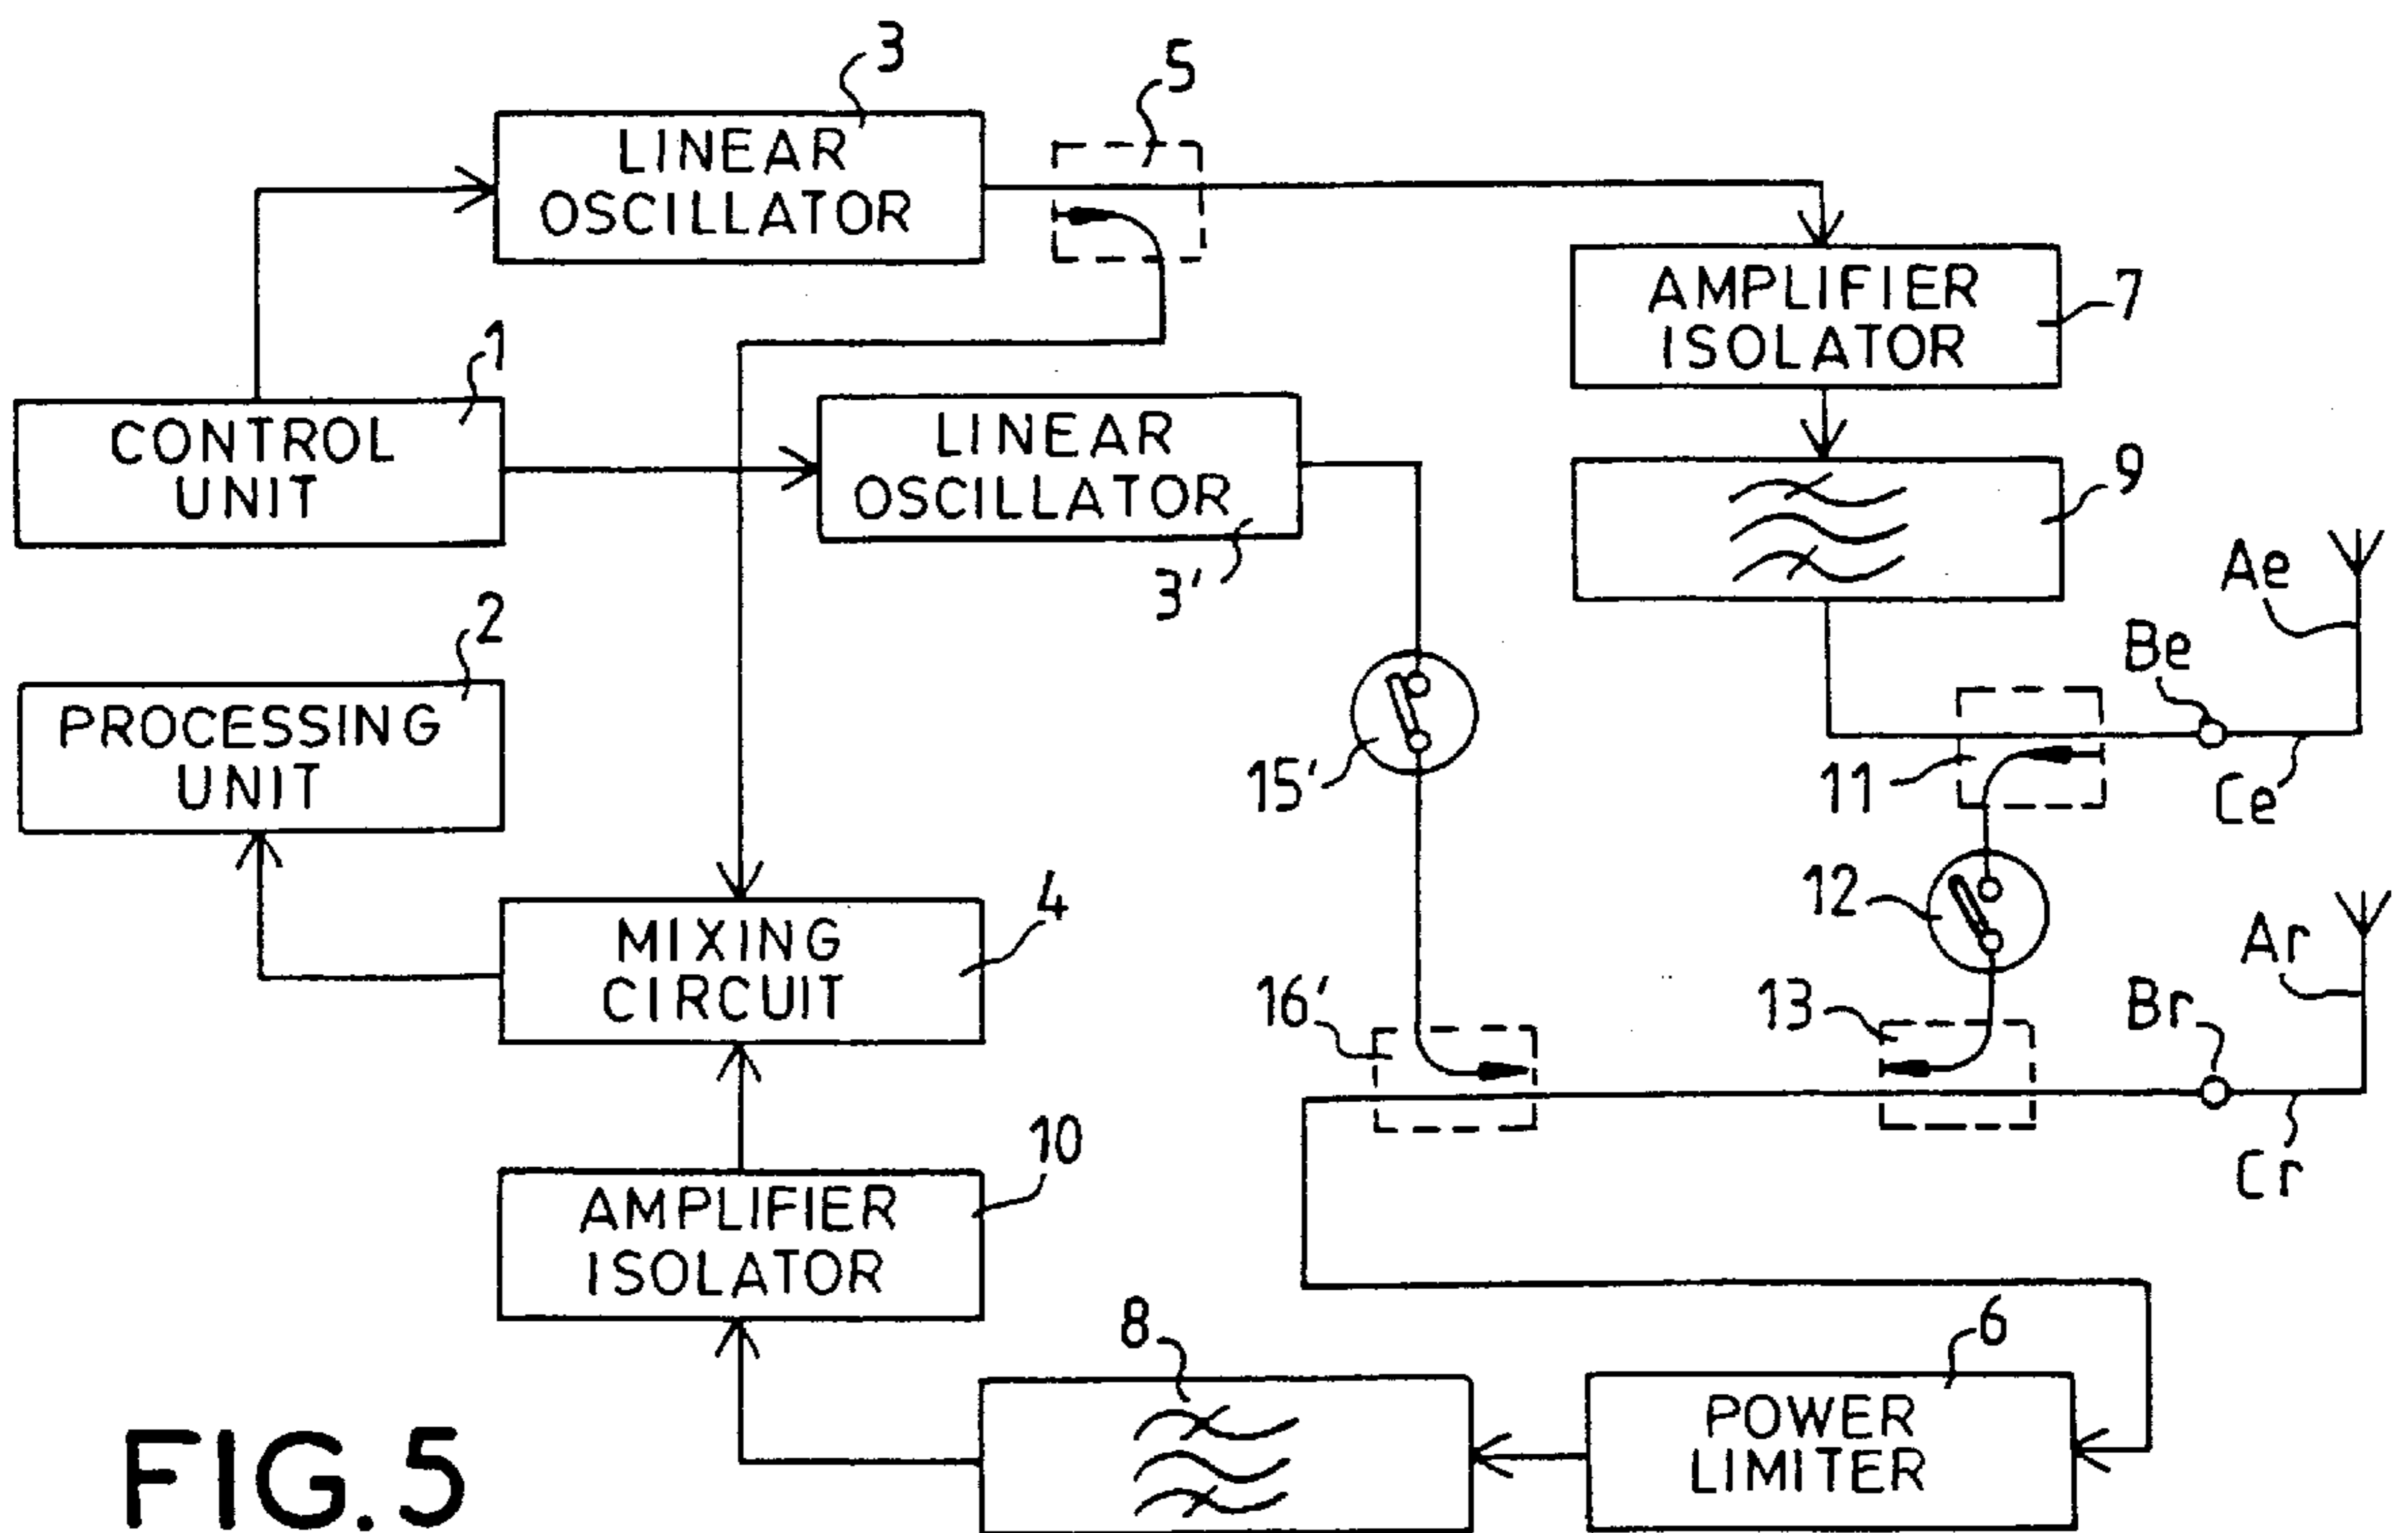 3
5
LINEAR
OSCILLATOR
AMPLIFIER
ISOLATOR
7
1
CONTROL
UNIT
LINEAR
OSCILLATOR
3'
9
Ae
Be
2
PROCESSING
UNIT
15'
11
Ce
12
4
MIXING
CIRCUIT
Ar
16'
13
Br
Cr
10
AMPLIFIER
ISOLATOR
8
6
POWER
LIMITER
FIG.5